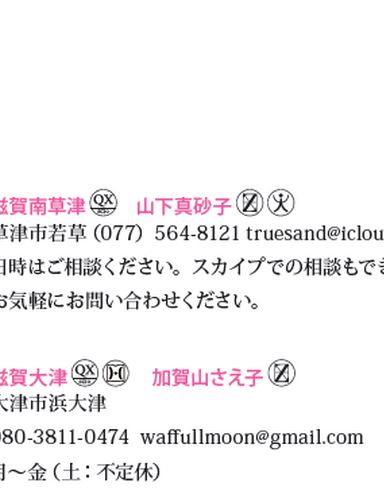 滋賀南草津 QX 山下真砂子
草津市若草 (077) 564-8121 truesand@iclou
日時はご相談ください。スカイプでの相談もでき
お気軽にお問い合わせください。
滋賀大津 QX 加賀山さえ子
大津市浜大津
080-3811-0474 waffullmoon@gmail.com
月〜金（土：不定休）